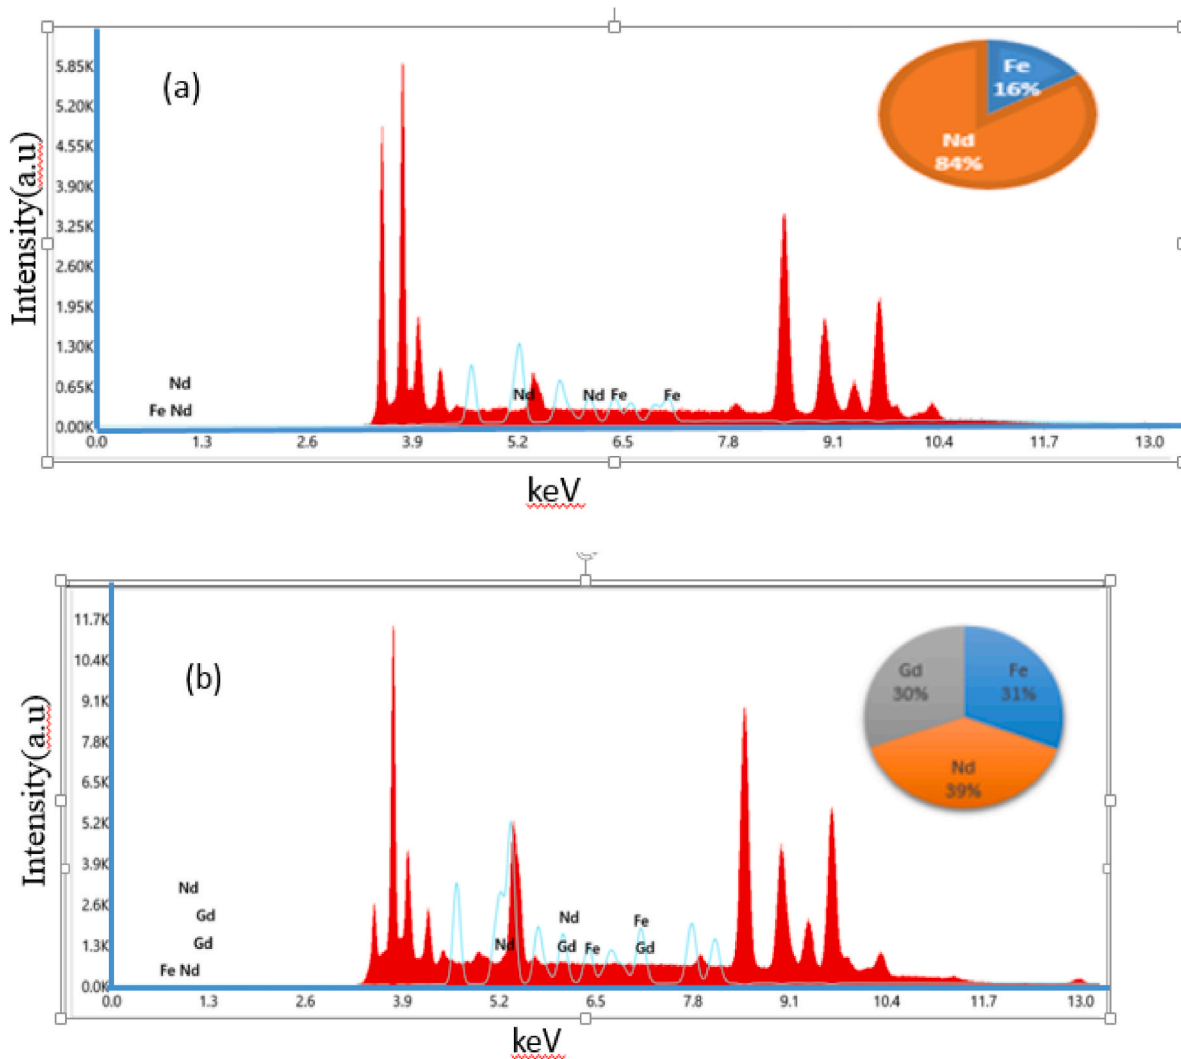 (a)
Fe
16%
Nd
84%
5.85K
5.20K
4.55K
3.90K
3.25K
2.60K
1.95K
1.30K
0.65K
0.00K
Intensity(a.u
Nd
Fe Nd
Nd
Nd
Fe
Fe
0.0
1.3
2.6
3.9
5.2
6.5
7.8
9.1
10.4
11.7
13.0
keV
(b)
Gd
30%
Fe
31%
Nd
39%
11.7K
10.4K
9.1K
7.8K
6.5K
5.2K
3.9K
2.6K
1.3K
0.0K
Intensity(a.u
Nd
Gd
Gd
Fe Nd
Nd
Nd
Gd
Fe
Fe
Gd
0.0
1.3
2.6
3.9
5.2
6.5
7.8
9.1
10.4
11.7
13.0
keV